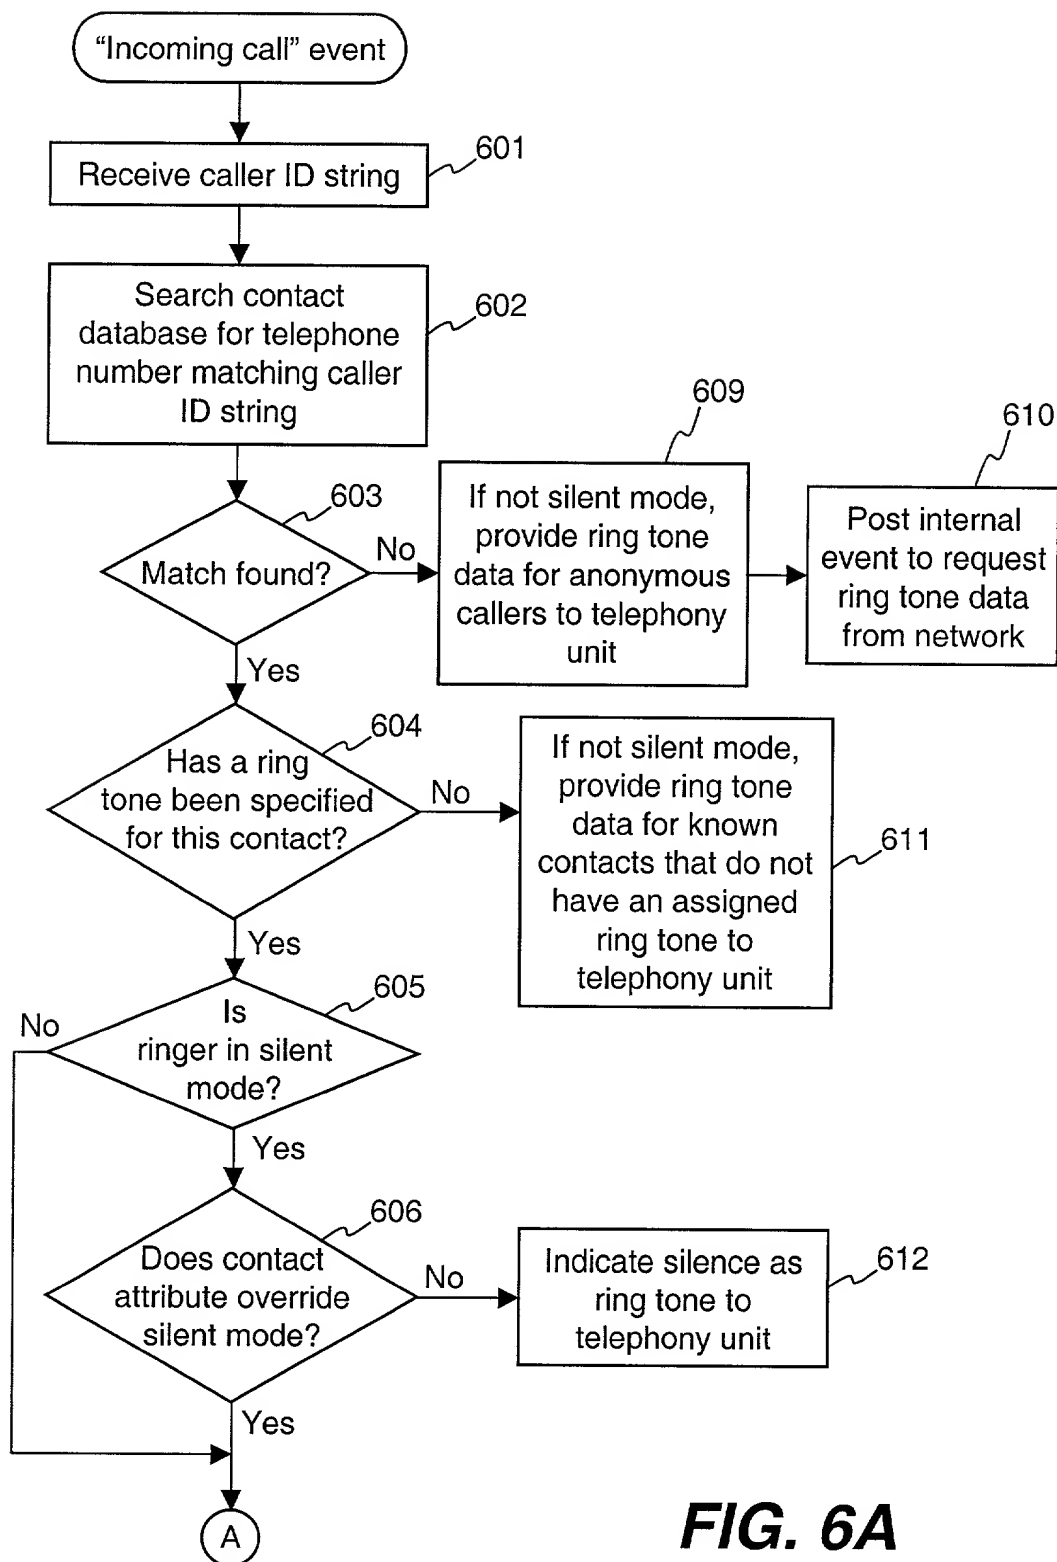 “Incoming call” event
601
Receive caller ID string
602
Search contact
database for telephone
number matching caller
ID string
609
610
603
Match found?
No
If not silent mode,
provide ring tone
data for anonymous
callers to telephony
unit
Post internal
event to request
ring tone data
from network
Yes
604
Has a ring
tone been specified
for this contact?
No
If not silent mode,
provide ring tone
data for known
contacts that do not
have an assigned
ring tone to
telephony unit
611
Yes
605
No
Is
ringer in silent
mode?
Yes
606
Does contact
attribute override
silent mode?
No
Indicate silence as
ring tone to
telephony unit
612
Yes
A
FIG. 6A